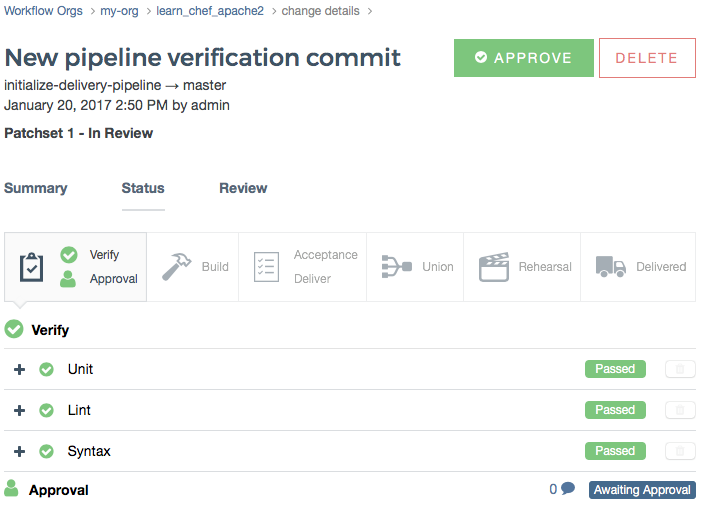 Workflow Orgs > my-org > learn_chef_apache2 > change details >
New pipeline verification commit
APPROVE
DELETE
initialize-delivery-pipeline → master
January 20, 2017 2:50 PM by admin
Patchset 1 - In Review
Summary Status Review
Verify
Approval
Build
Acceptance
Deliver
Union
Rehearsal
Delivered
Verify
Unit Passed
Lint Passed
Syntax Passed
Approval 0 Awaiting Approval